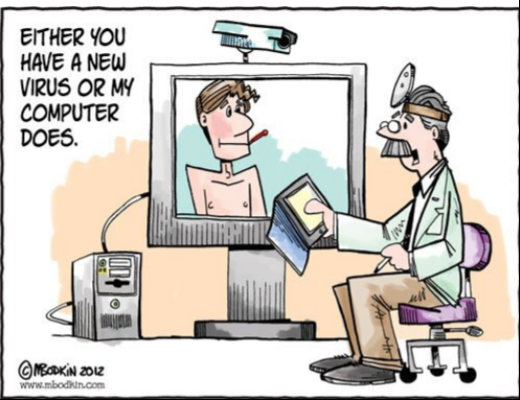 EITHER YOU
HAVE A NEW
VIRUS OR MY
COMPUTER
DOES.
©MBODKIN 2012
www.mbodkin.com